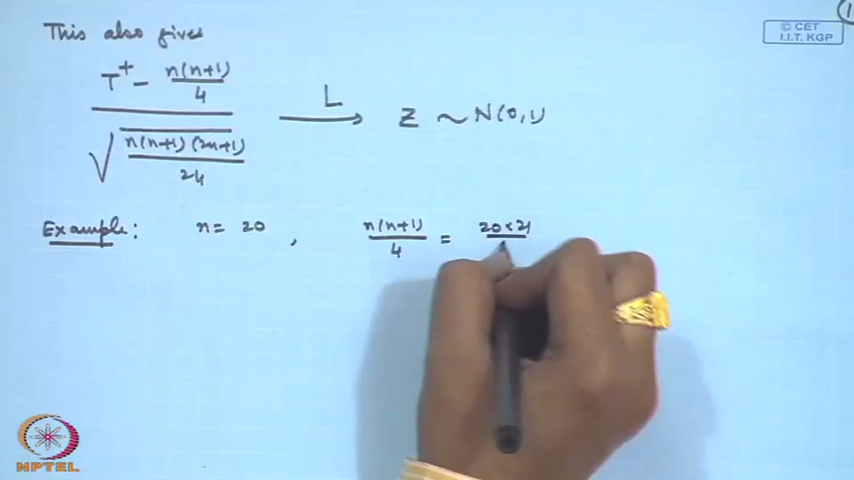 This also gives
© CET
I.I.T. KGP
T⁺ - n(n+1)/4
√ n(n+1)(2n+1)/24
L → Z ~ N(0,1)
Example: n = 20, n(n+1)/4 = 20×21
NPTEL